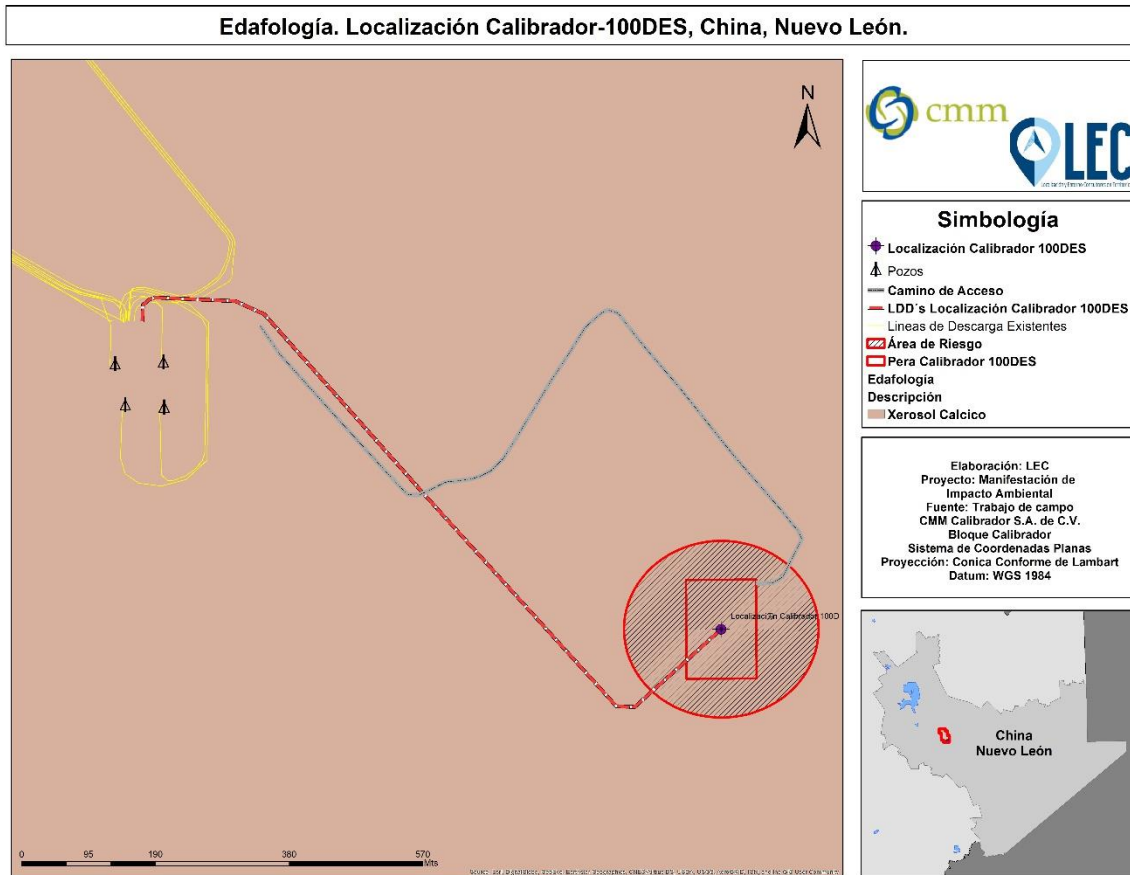 Edafología. Localización Calibrador-100DES, China, Nuevo León.
N
cmm
LEC
Simbología
Localización Calibrador 100DES
Pozos
Camino de Acceso
LDD´s Localización Calibrador 100DES
Lineas de Descarga Existentes
Área de Riesgo
Pera Calibrador 100DES
Edafología
Descripción
Xerosol Calcico
Elaboración: LEC
Proyecto: Manifestación de
Impacto Ambiental
Fuente: Trabajo de campo
CMM Calibrador S.A. de C.V.
Bloque Calibrador
Sistema de Coordenadas Planas
Proyección: Conica Conforme de Lambart
Datum: WGS 1984
Localización Calibrador 100D
China
Nuevo León
0 95 190 380 570
Mts